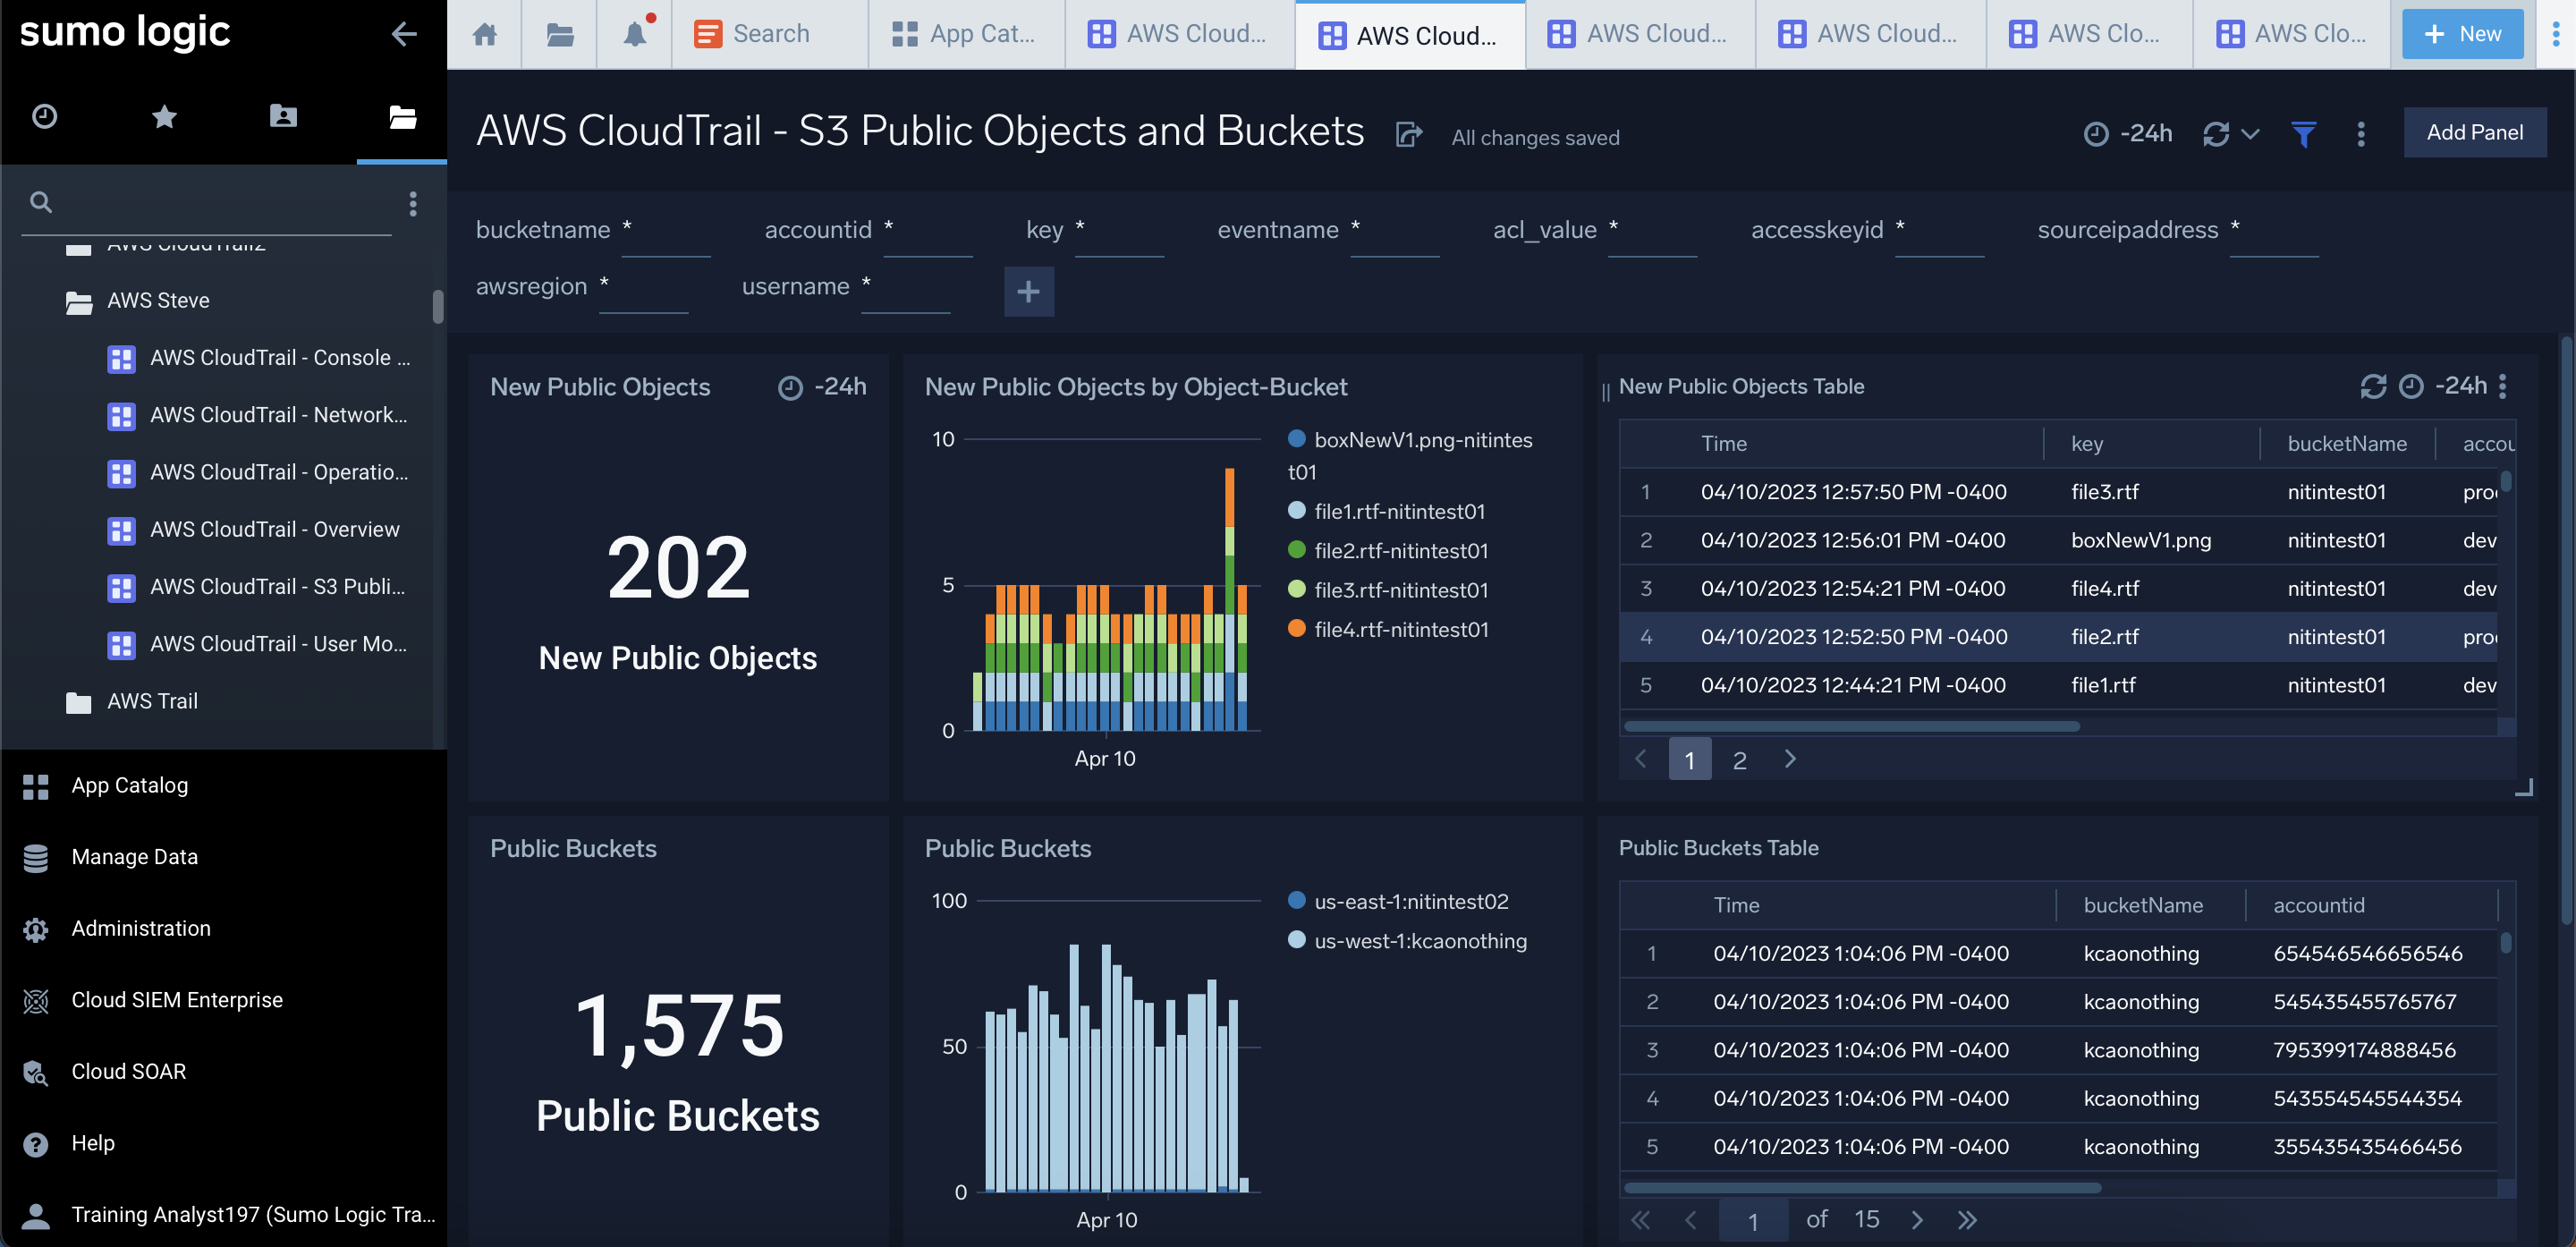 sumo logic
Search
App Cat...
AWS Cloud...
AWS Cloud...
AWS Cloud...
AWS Cloud...
AWS Clo...
AWS Clo...
+ New
AWS CloudTrail2
AWS Steve
AWS CloudTrail - Console ...
AWS CloudTrail - Network...
AWS CloudTrail - Operatio...
AWS CloudTrail - Overview
AWS CloudTrail - S3 Publi...
AWS CloudTrail - User Mo...
AWS Trail
App Catalog
Manage Data
Administration
Cloud SIEM Enterprise
Cloud SOAR
Help
Training Analyst197 (Sumo Logic Tra...
AWS CloudTrail - S3 Public Objects and Buckets
All changes saved
-24h
Add Panel
bucketname *
accountid *
key *
eventname *
acl_value *
accesskeyid *
sourceipaddress *
awsregion *
username *
+
New Public Objects
-24h
202
New Public Objects
New Public Objects by Object-Bucket
10
5
0
Apr 10
boxNewV1.png-nitintes
t01
file1.rtf-nitintest01
file2.rtf-nitintest01
file3.rtf-nitintest01
file4.rtf-nitintest01
New Public Objects Table
-24h
Time key bucketName accou
1 04/10/2023 12:57:50 PM -0400 file3.rtf nitintest01 pro
2 04/10/2023 12:56:01 PM -0400 boxNewV1.png nitintest01 dev
3 04/10/2023 12:54:21 PM -0400 file4.rtf nitintest01 dev
4 04/10/2023 12:52:50 PM -0400 file2.rtf nitintest01 pro
5 04/10/2023 12:44:21 PM -0400 file1.rtf nitintest01 dev
1 2
Public Buckets
1,575
Public Buckets
Public Buckets
100
50
0
Apr 10
us-east-1:nitintest02
us-west-1:kcaonothing
Public Buckets Table
Time bucketName accountid
1 04/10/2023 1:04:06 PM -0400 kcaonothing 654546546656546
2 04/10/2023 1:04:06 PM -0400 kcaonothing 545435455765767
3 04/10/2023 1:04:06 PM -0400 kcaonothing 795399174888456
4 04/10/2023 1:04:06 PM -0400 kcaonothing 543554545544354
5 04/10/2023 1:04:06 PM -0400 kcaonothing 355435435466456
1 of 15